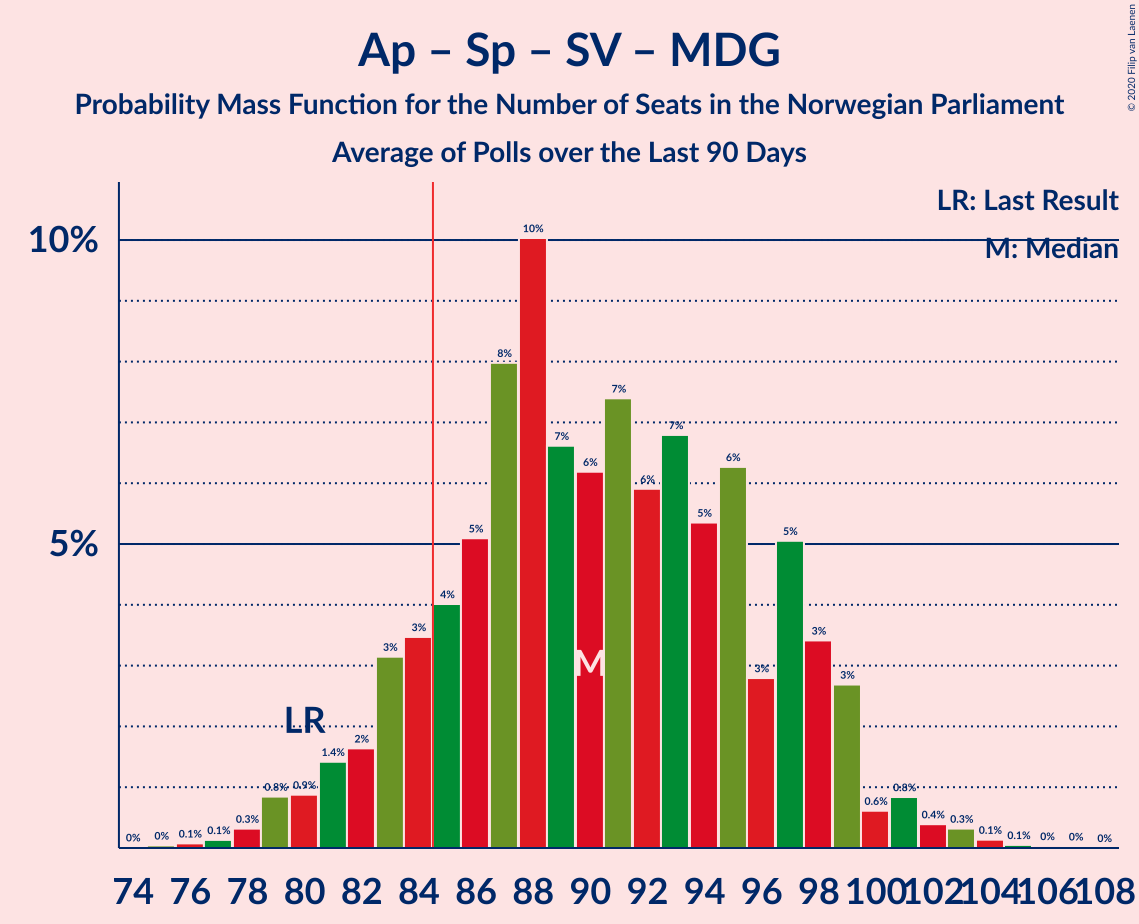 Ap – Sp – SV – MDG
Probability Mass Function for the Number of Seats in the Norwegian Parliament
Average of Polls over the Last 90 Days
© 2020 Filip van Laenen
LR: Last Result
M: Median
10%
5%
0% 0% 0.1% 0.1% 0.3% 0.8% 0.9% 1.4% 2% 3% 3% 4% 5% 8% 10% 7% 6% 7% 6% 7% 5% 6% 3% 5% 3% 3% 0.6% 0.8% 0.4% 0.3% 0.1% 0.1% 0% 0% 0%
LR
M
74 76 78 80 82 84 86 88 90 92 94 96 98 100 102 104 106 108